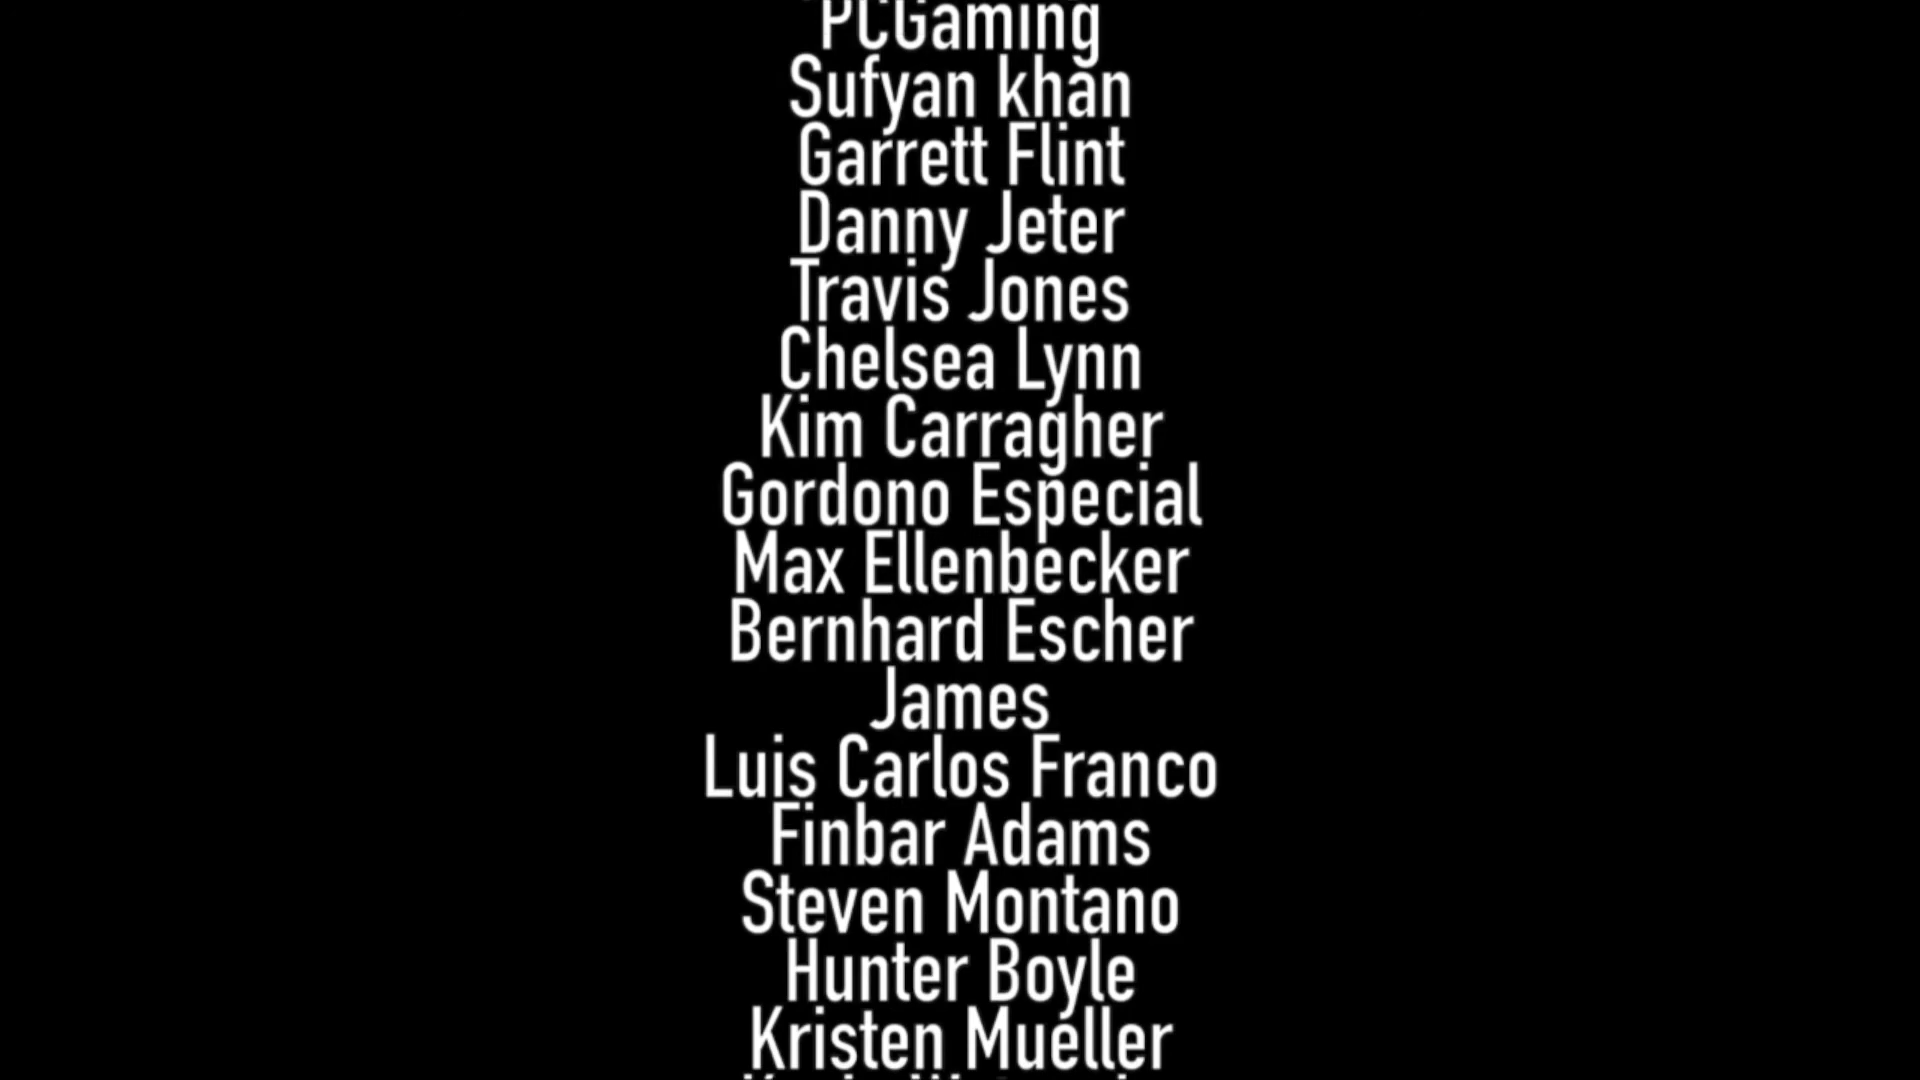 PCGaming
Sufyan khan
Garrett Flint
Danny Jeter
Travis Jones
Chelsea Lynn
Kim Carragher
Gordono Especial
Max Ellenbecker
Bernhard Escher
James
Luis Carlos Franco
Finbar Adams
Steven Montano
Hunter Boyle
Kristen Mueller